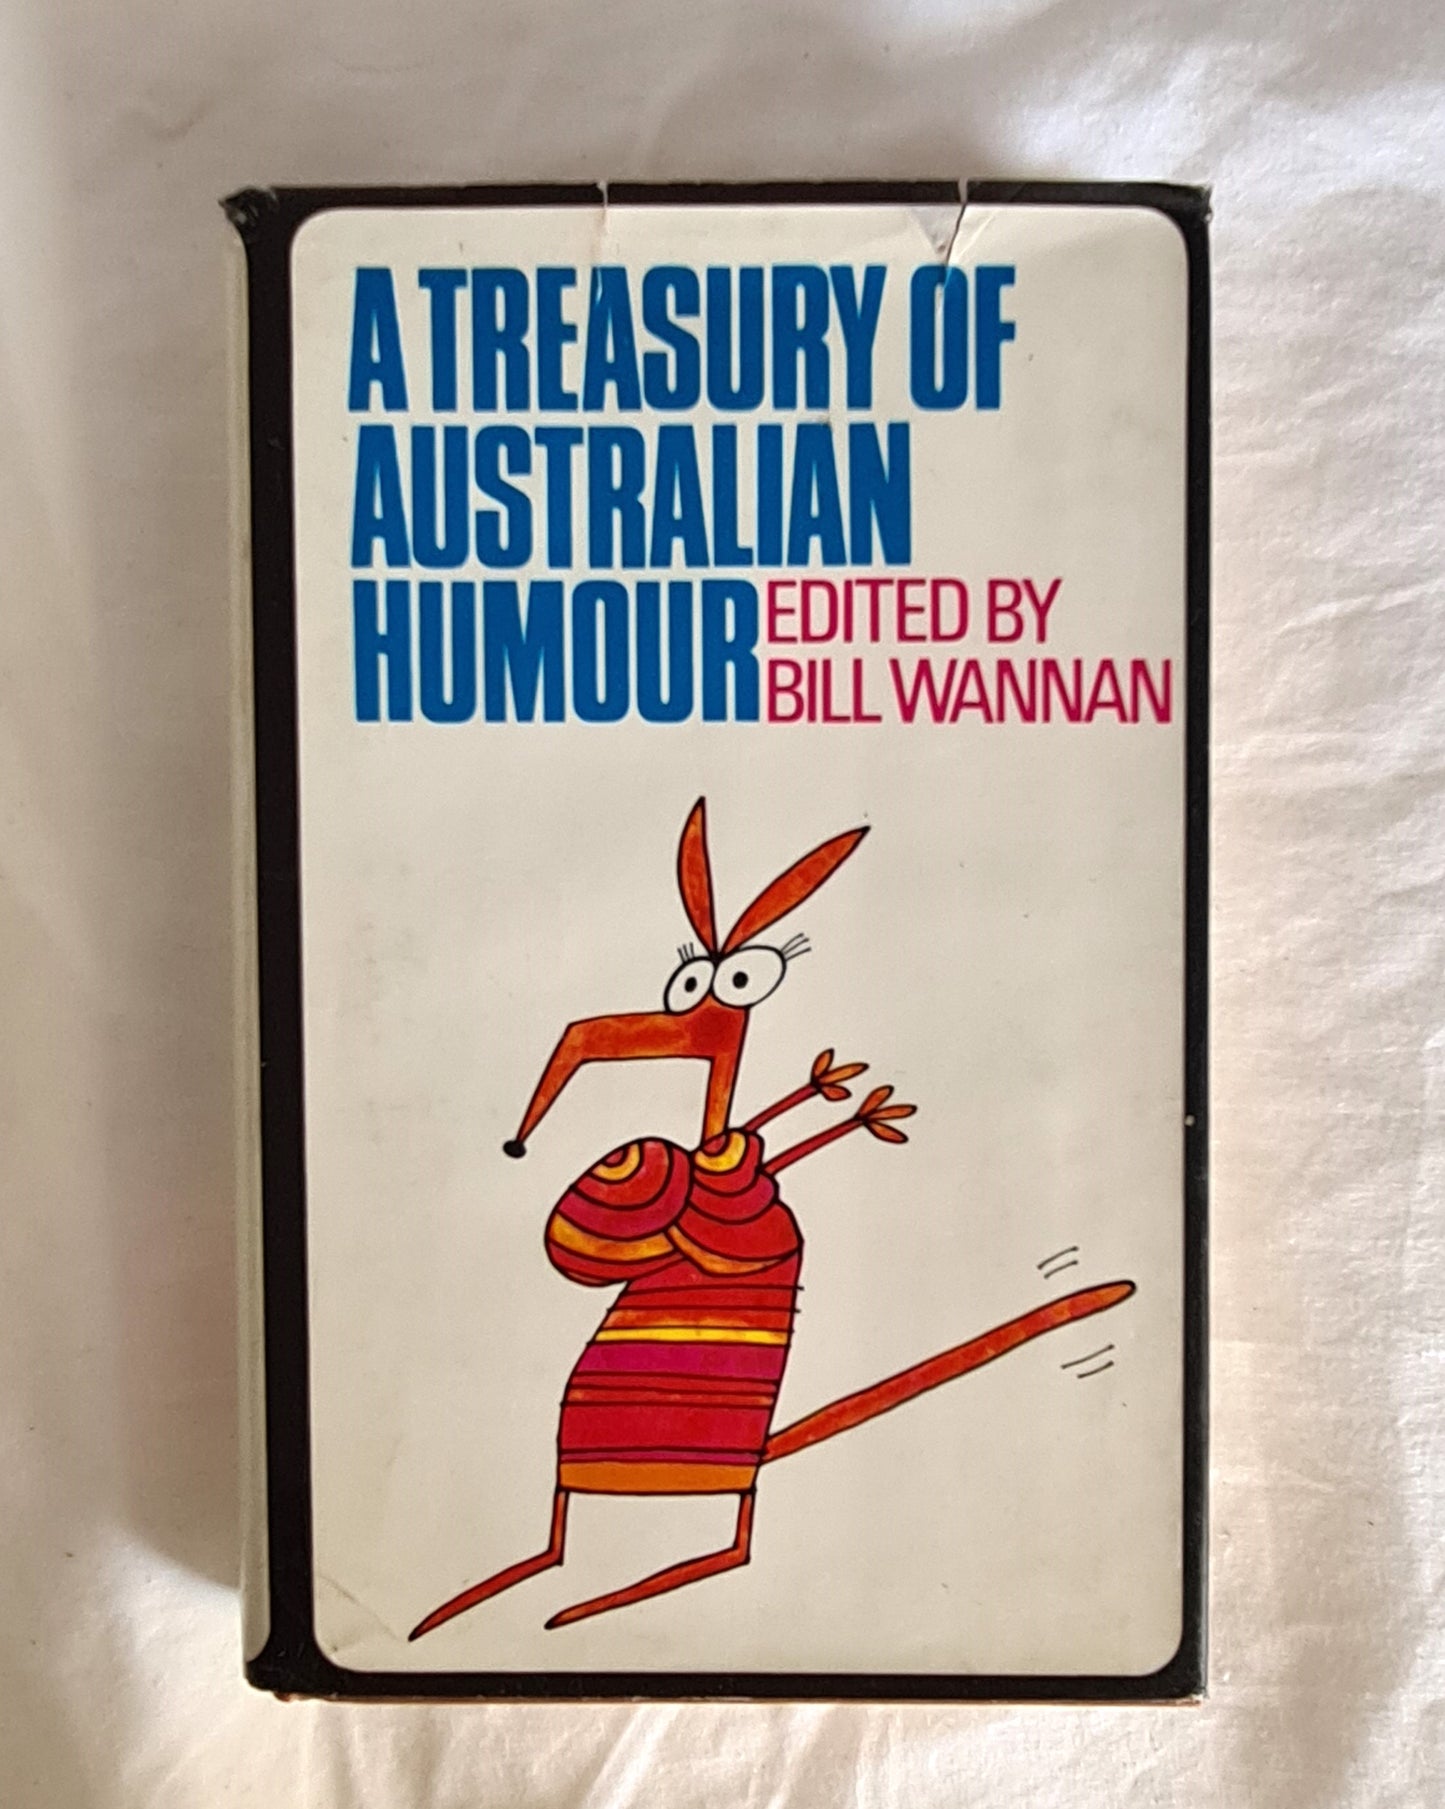 A TREASURY OF
AUSTRALIAN
HUMOUR
EDITED BY
BILL WANNAN